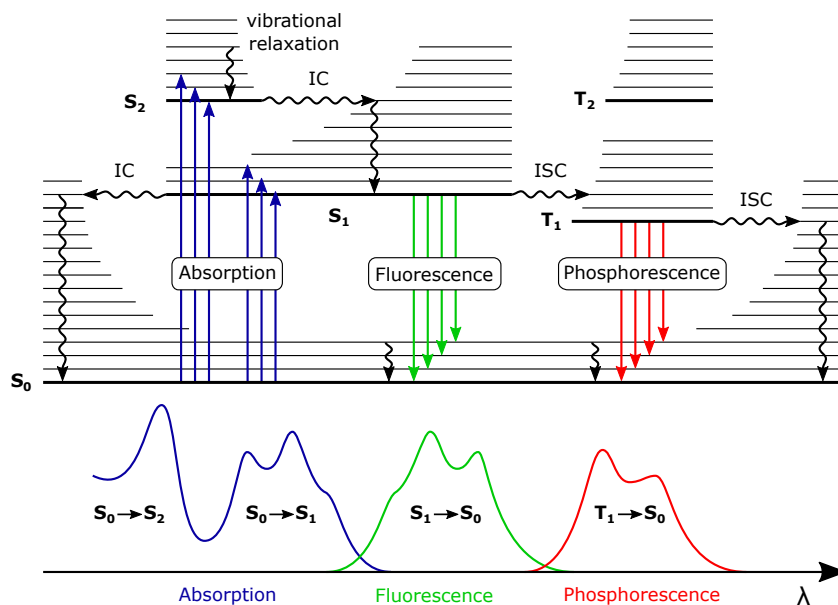 vibrational
relaxation
IC
S₂
T₂
IC
ISC
ISC
S₁
T₁
Absorption
Fluorescence
Phosphorescence
S₀
S₀→S₂
S₀→S₁
S₁→S₀
T₁→S₀
Absorption
Fluorescence
Phosphorescence
λ